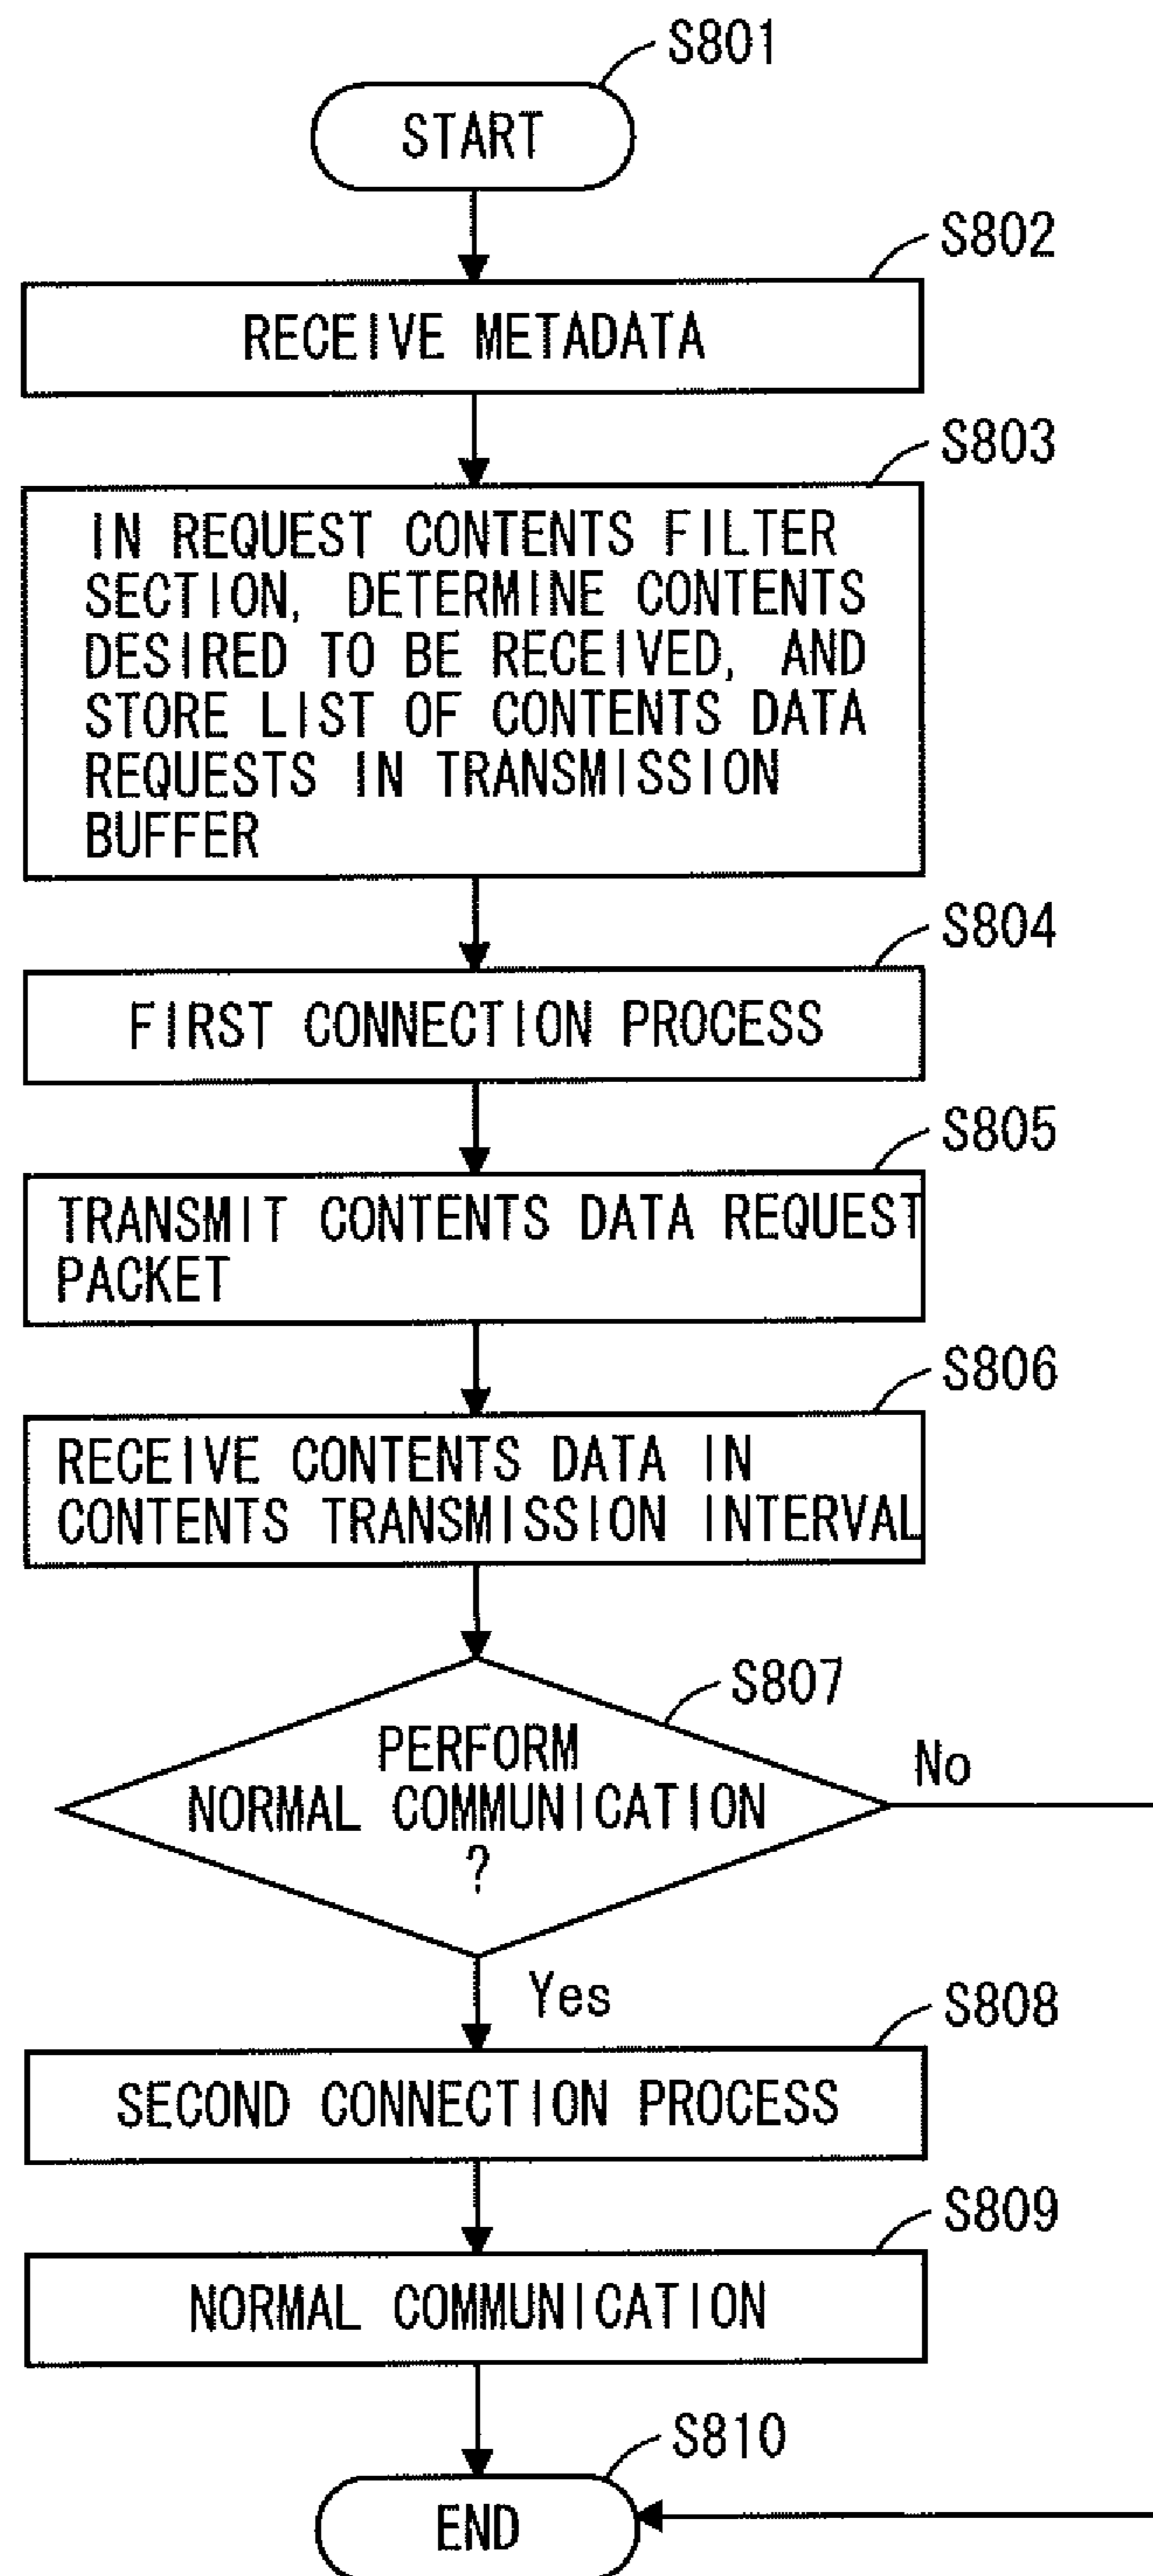 S801
START
S802
RECEIVE METADATA
S803
IN REQUEST CONTENTS FILTER
SECTION, DETERMINE CONTENTS
DESIRED TO BE RECEIVED, AND
STORE LIST OF CONTENTS DATA
REQUESTS IN TRANSMISSION
BUFFER
S804
FIRST CONNECTION PROCESS
S805
TRANSMIT CONTENTS DATA REQUEST
PACKET
S806
RECEIVE CONTENTS DATA IN
CONTENTS TRANSMISSION INTERVAL
S807
PERFORM
NORMAL COMMUNICATION
?
No
Yes
S808
SECOND CONNECTION PROCESS
S809
NORMAL COMMUNICATION
S810
END